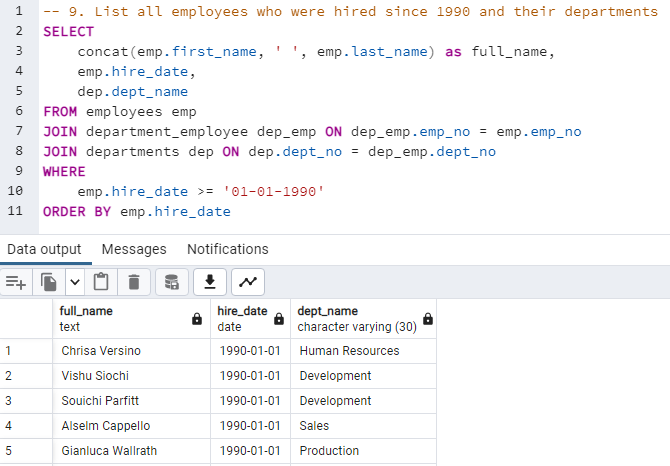 1 -- 9. List all employees who were hired since 1990 and their departments
2 SELECT
3 concat(emp.first_name, ' ', emp.last_name) as full_name,
4 emp.hire_date,
5 dep.dept_name
6 FROM employees emp
7 JOIN department_employee dep_emp ON dep_emp.emp_no = emp.emp_no
8 JOIN departments dep ON dep.dept_no = dep_emp.dept_no
9 WHERE
10 emp.hire_date >= '01-01-1990'
11 ORDER BY emp.hire_date
Data output Messages Notifications
full_name hire_date dept_name
text date character varying (30)
1 Chrisa Versino 1990-01-01 Human Resources
2 Vishu Siochi 1990-01-01 Development
3 Souichi Parfitt 1990-01-01 Development
4 Alselm Cappello 1990-01-01 Sales
5 Gianluca Wallrath 1990-01-01 Production